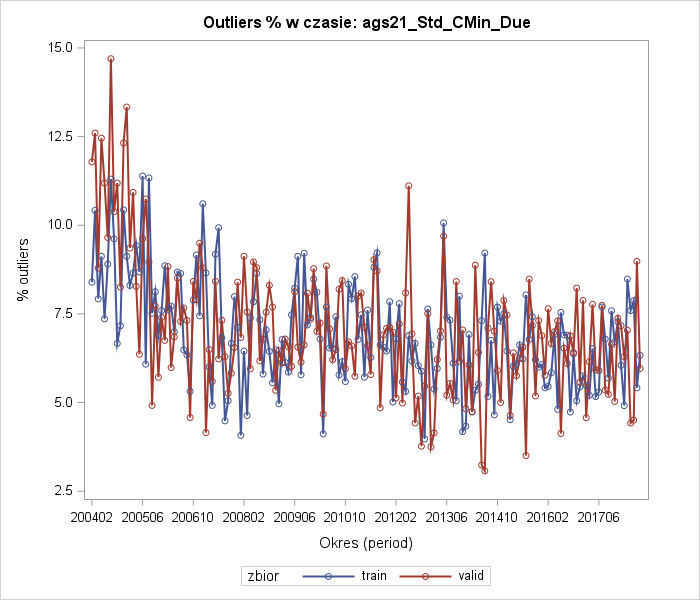 Outliers % w czasie: ags21_Std_CMin_Due
15.0
12.5
10.0
7.5
5.0
2.5
% outliers
200402 200506 200610 200802 200906 201010 201202 201306 201410 201602 201706
Okres (period)
zbior train valid